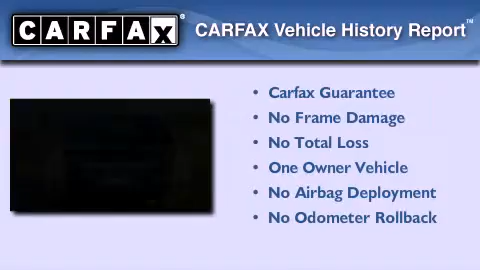 CARFAX® CARFAX Vehicle History Report™
• Carfax Guarantee
• No Frame Damage
• No Total Loss
• One Owner Vehicle
• No Airbag Deployment
• No Odometer Rollback